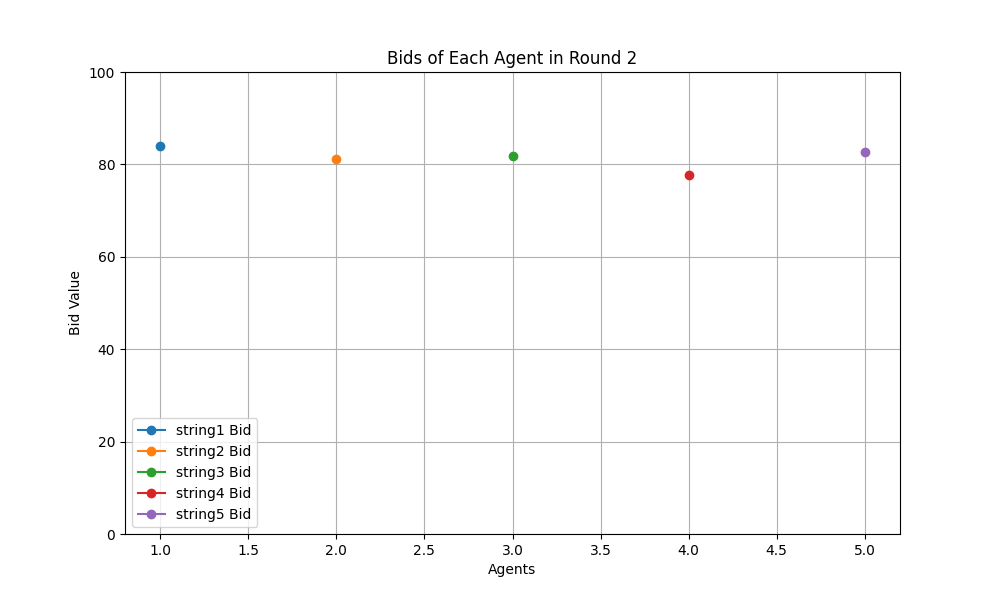 Bids of Each Agent in Round 2
100
80
60
40
20
0
Bid Value
string1 Bid
string2 Bid
string3 Bid
string4 Bid
string5 Bid
1.0 1.5 2.0 2.5 3.0 3.5 4.0 4.5 5.0
Agents